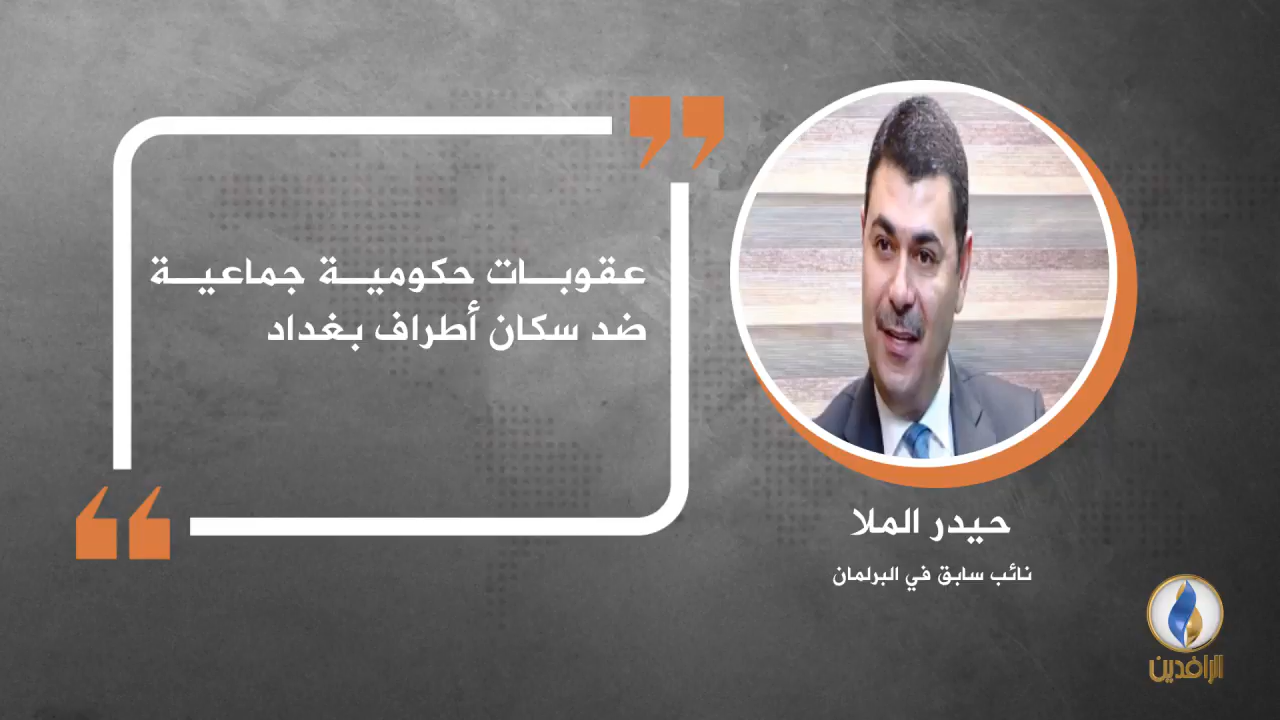 عقوبات حكومية جماعية
ضد سكان أطراف بغداد
حيدر الملا
نائب سابق في البرلمان
الرافدين